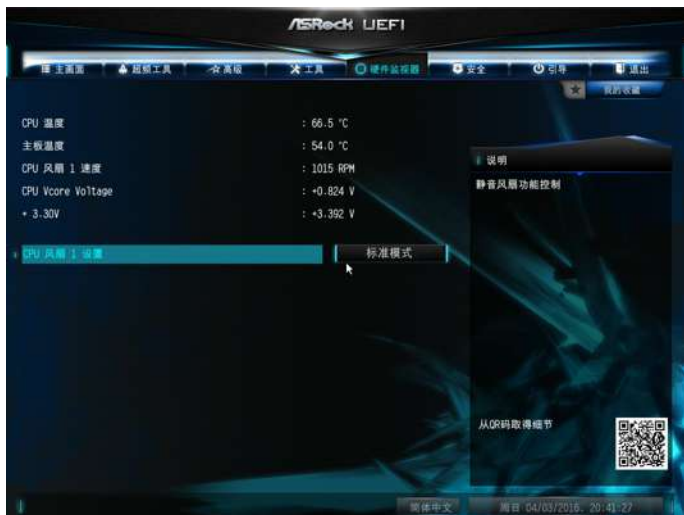 ASRock UEFI
主画面 超频工具 高级 工具 硬件监视器 安全 引导 退出
我的收藏
CPU 温度 : 66.5 °C
主板温度 : 54.0 °C
CPU 风扇 1 速度 : 1015 RPM
CPU Vcore Voltage : +0.824 V
+ 3.30V : +3.392 V
CPU 风扇 1 设置 标准模式
说明
静音风扇功能控制
从QR码取得细节
简体中文 周日 04/03/2016. 20:41:27